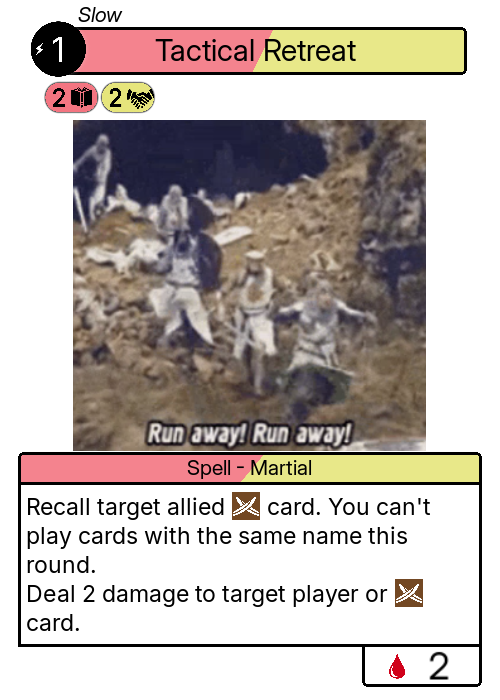 Slow
1
Tactical Retreat
2 2
Run away! Run away!
Spell - Martial
Recall target allied card. You can't
play cards with the same name this
round.
Deal 2 damage to target player or
card.
2